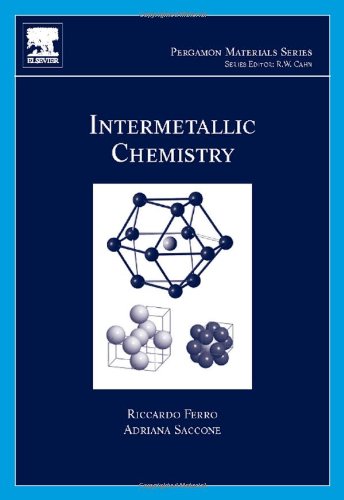 ELSEVIER
PERGAMON MATERIALS SERIES
SERIES EDITOR: R.W. CAHN
INTERMETALLIC
CHEMISTRY
RICCARDO FERRO
ADRIANA SACCONE